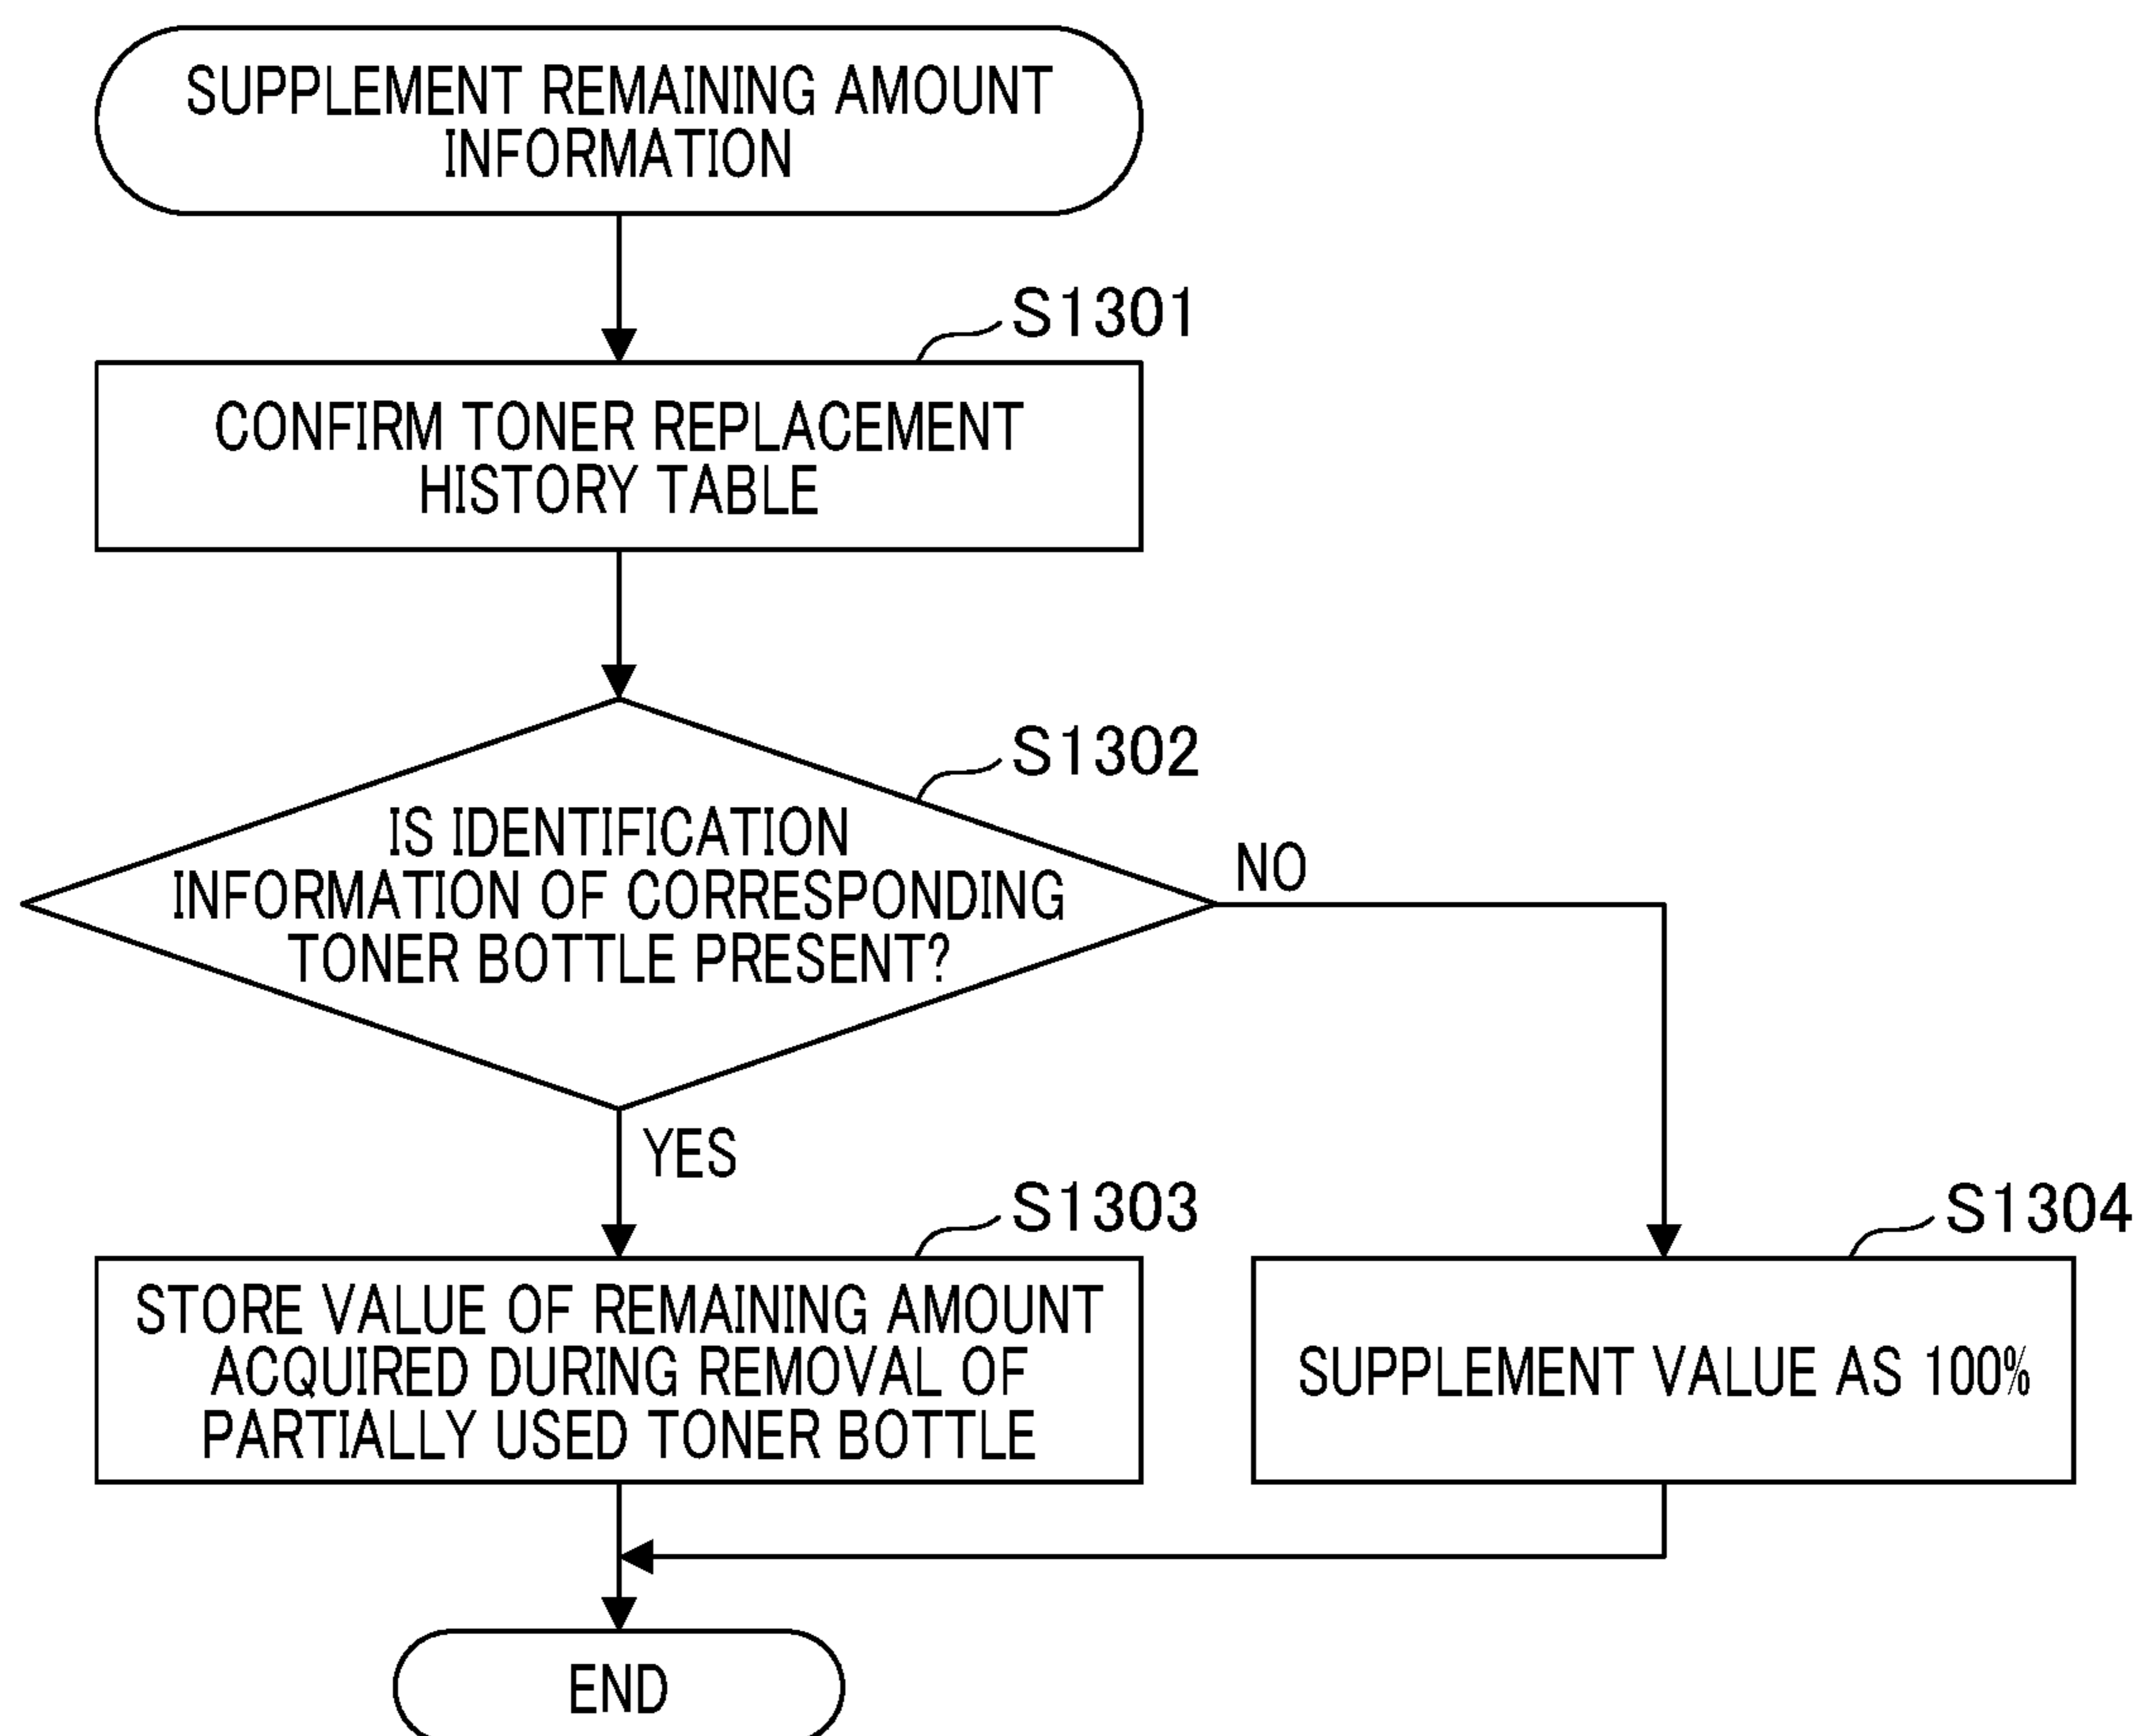 SUPPLEMENT REMAINING AMOUNT
INFORMATION
S1301
CONFIRM TONER REPLACEMENT
HISTORY TABLE
S1302
IS IDENTIFICATION
INFORMATION OF CORRESPONDING
TONER BOTTLE PRESENT?
NO
YES
S1303
STORE VALUE OF REMAINING AMOUNT
ACQUIRED DURING REMOVAL OF
PARTIALLY USED TONER BOTTLE
S1304
SUPPLEMENT VALUE AS 100%
END